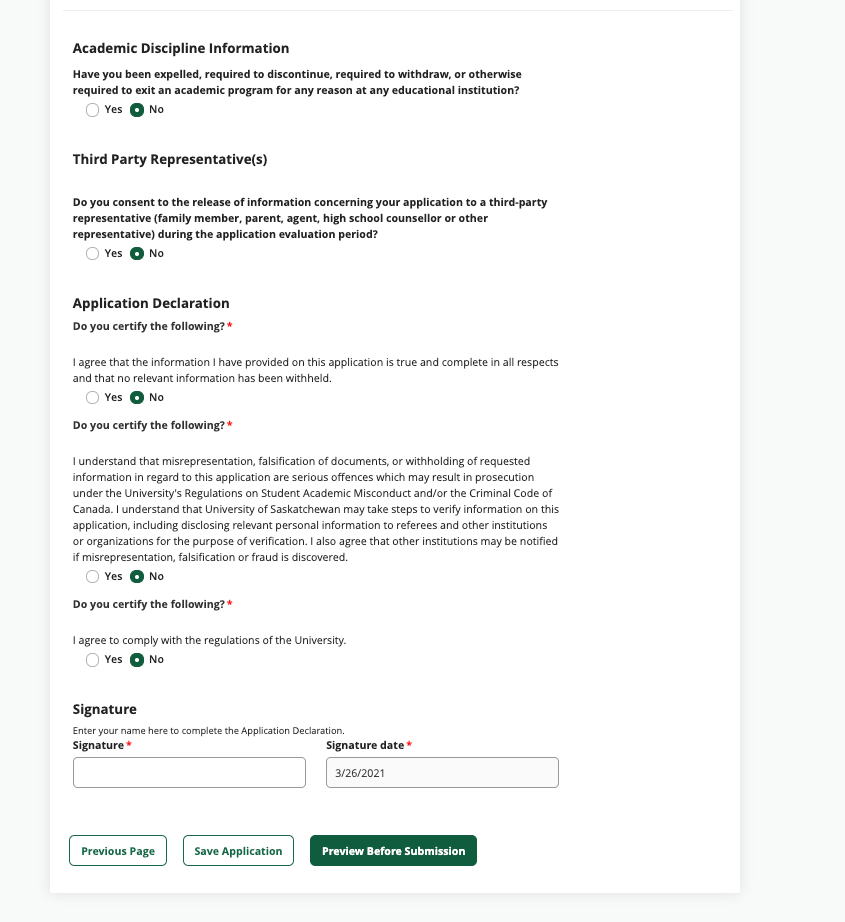 Academic Discipline Information
Have you been expelled, required to discontinue, required to withdraw, or otherwise
required to exit an academic program for any reason at any educational institution?
Yes No
Third Party Representative(s)
Do you consent to the release of information concerning your application to a third-party
representative (family member, parent, agent, high school counsellor or other
representative) during the application evaluation period?
Yes No
Application Declaration
Do you certify the following? *
I agree that the information I have provided on this application is true and complete in all respects
and that no relevant information has been withheld.
Yes No
Do you certify the following? *
I understand that misrepresentation, falsification of documents, or withholding of requested
information in regard to this application are serious offences which may result in prosecution
under the University's Regulations on Student Academic Misconduct and/or the Criminal Code of
Canada. I understand that University of Saskatchewan may take steps to verify information on this
application, including disclosing relevant personal information to referees and other institutions
or organizations for the purpose of verification. I also agree that other institutions may be notified
if misrepresentation, falsification or fraud is discovered.
Yes No
Do you certify the following? *
I agree to comply with the regulations of the University.
Yes No
Signature
Enter your name here to complete the Application Declaration.
Signature * Signature date *
3/26/2021
Previous Page Save Application Preview Before Submission